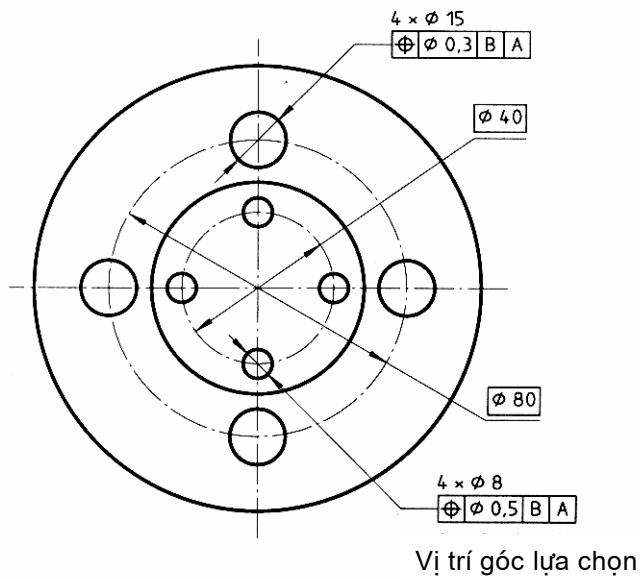 4 × Ø 15
⌖ Ø 0,3 B A
Ø 40
Ø 80
4 × Ø 8
⌖ Ø 0,5 B A
Vị trí góc lựa chọn